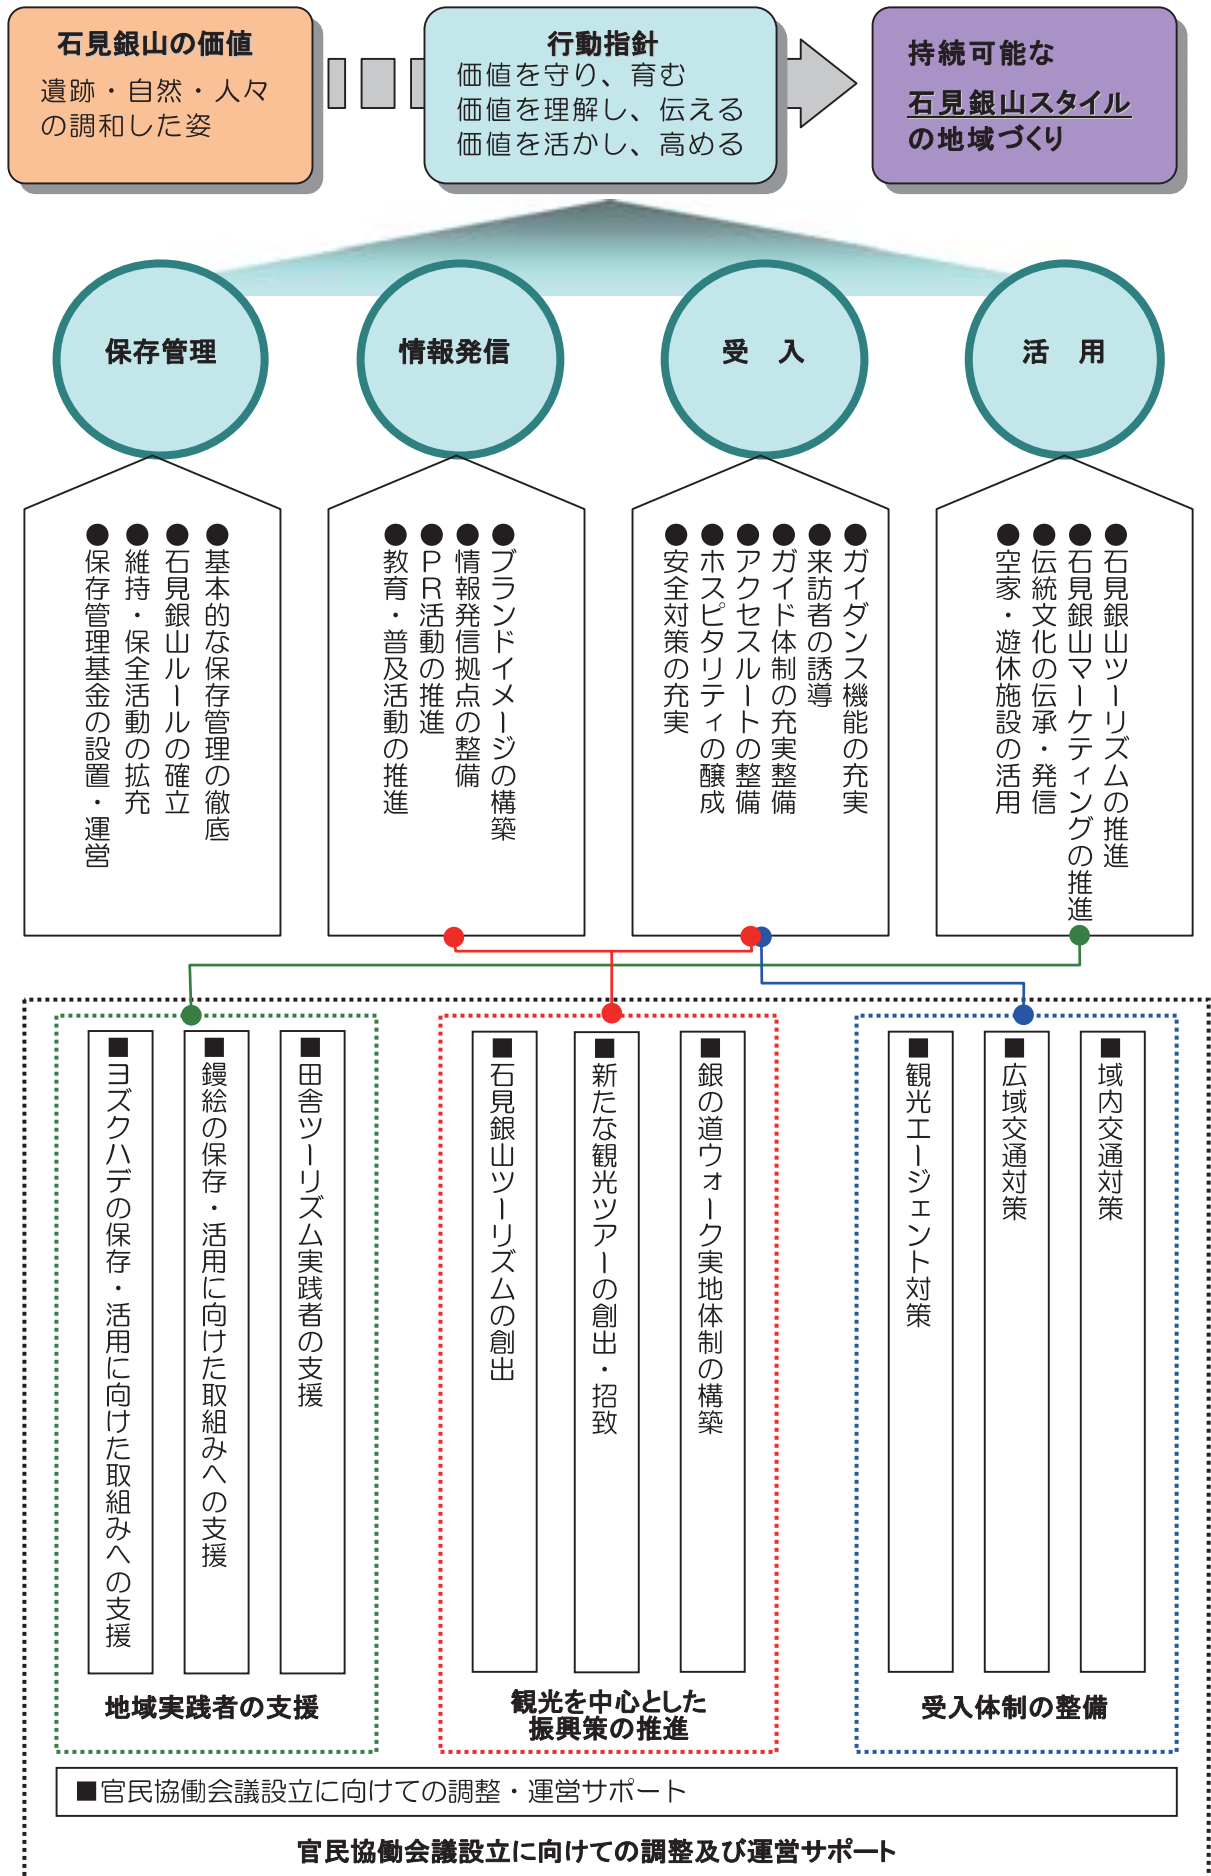 石見銀山の価値
遺跡・自然・人々
の調和した姿
行動指針
価値を守り、育む
価値を理解し、伝える
価値を活かし、高める
持続可能な
石見銀山スタイル
の地域づくり
保存管理
情報発信
受　入
活　用
●基本的な保存管理の徹底
●石見銀山ルールの確立
●維持・保全活動の拡充
●保存管理基金の設置・運営
●ブランドイメージの構築
●情報発信拠点の整備
●ＰＲ活動の推進
●教育・普及活動の推進
●ガイダンス機能の充実
●来訪者の誘導
●ガイド体制の充実整備
●アクセスルートの整備
●ホスピタリティの醸成
●安全対策の充実
●石見銀山ツーリズムの推進
●石見銀山マーケティングの推進
●伝統文化の伝承・発信
●空家・遊休施設の活用
■田舎ツーリズム実践者の支援
■鏝絵の保存・活用に向けた取組みへの支援
■ヨズクハデの保存・活用に向けた取組みへの支援
地域実践者の支援
■銀の道ウォーク実地体制の構築
■新たな観光ツアーの創出・招致
■石見銀山ツーリズムの創出
観光を中心とした
振興策の推進
■域内交通対策
■広域交通対策
■観光エージェント対策
受入体制の整備
■官民協働会議設立に向けての調整・運営サポート
官民協働会議設立に向けての調整及び運営サポート